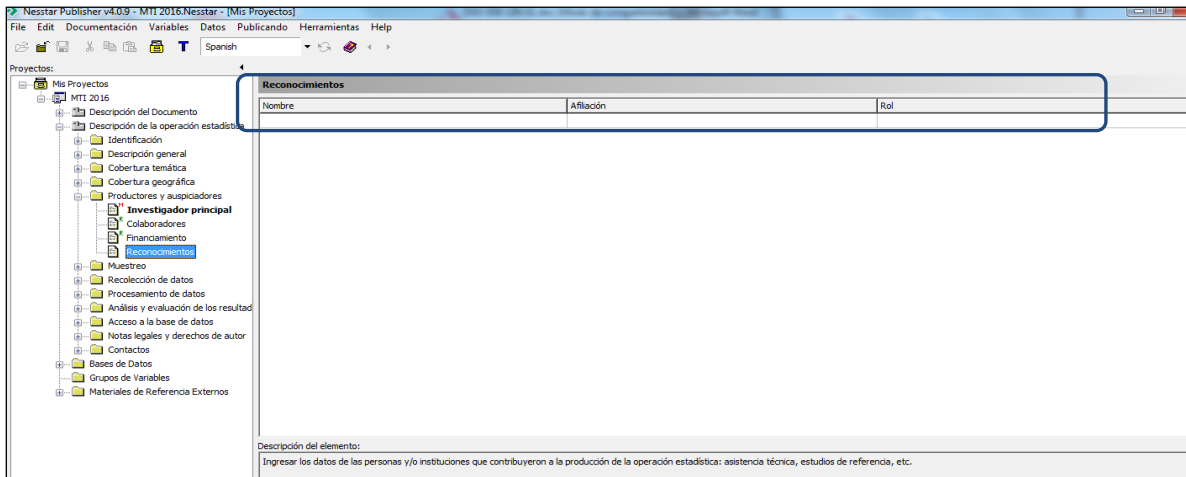 Nesstar Publisher v4.0.9 - MTI 2016.Nesstar - [Mis Proyectos]
File Edit Documentación Variables Datos Publicando Herramientas Help
T Spanish
Proyectos:
Mis Proyectos
MTI 2016
Descripción del Documento
Descripción de la operación estadística
Identificación
Descripción general
Cobertura temática
Cobertura geográfica
Productores y auspiciadores
M Investigador principal
R Colaboradores
R Financiamiento
Reconocimientos
Muestreo
Recolección de datos
Procesamiento de datos
Análisis y evaluación de los resultad
Acceso a la base de datos
Notas legales y derechos de autor
Contactos
Bases de Datos
Grupos de Variables
Materiales de Referencia Externos
Reconocimientos
Nombre Afiliación Rol
Descripción del elemento:
Ingresar los datos de las personas y/o instituciones que contribuyeron a la producción de la operación estadística: asistencia técnica, estudios de referencia, etc.